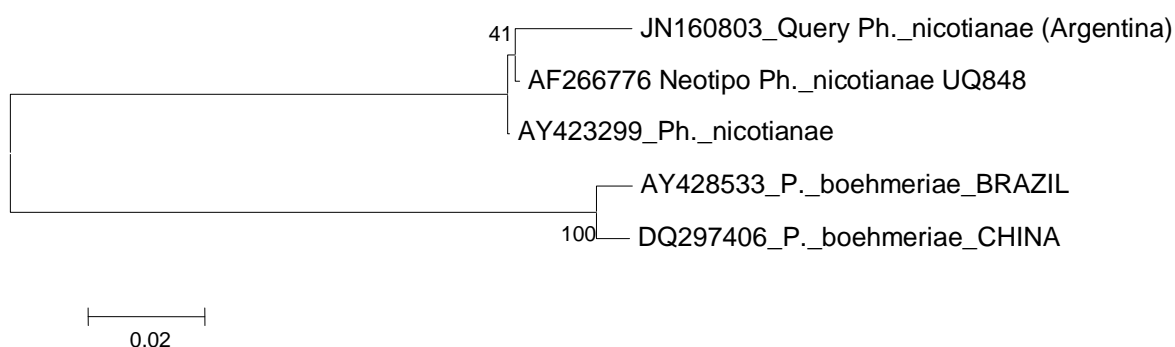 41
JN160803_Query Ph._nicotianae (Argentina)
AF266776 Neotipo Ph._nicotianae UQ848
AY423299_Ph._nicotianae
AY428533_P._boehmeriae_BRAZIL
100
DQ297406_P._boehmeriae_CHINA
0.02